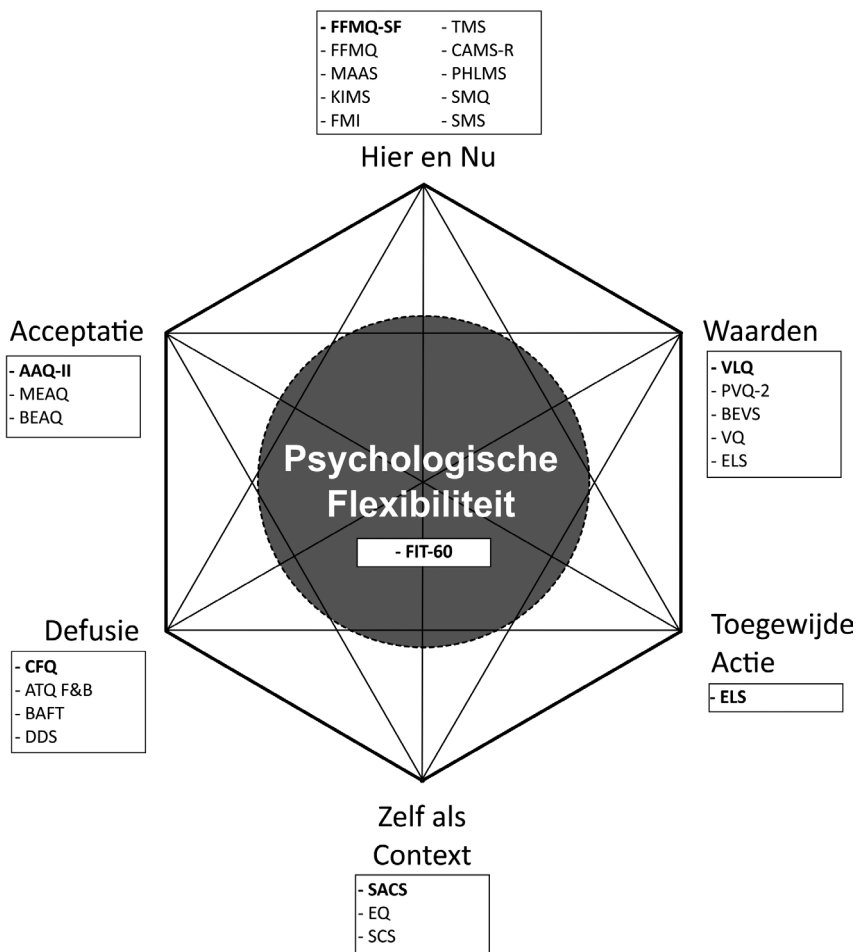 - FFMQ-SF - TMS
- FFMQ - CAMS-R
- MAAS - PHLMS
- KIMS - SMQ
- FMI - SMS
Hier en Nu
Acceptatie
- AAQ-II
- MEAQ
- BEAQ
Waarden
- VLQ
- PVQ-2
- BEVS
- VQ
- ELS
Psychologische
Flexibiliteit
- FIT-60
Defusie
- CFQ
- ATQ F&B
- BAFT
- DDS
Toegewijde
Actie
- ELS
Zelf als
Context
- SACS
- EQ
- SCS